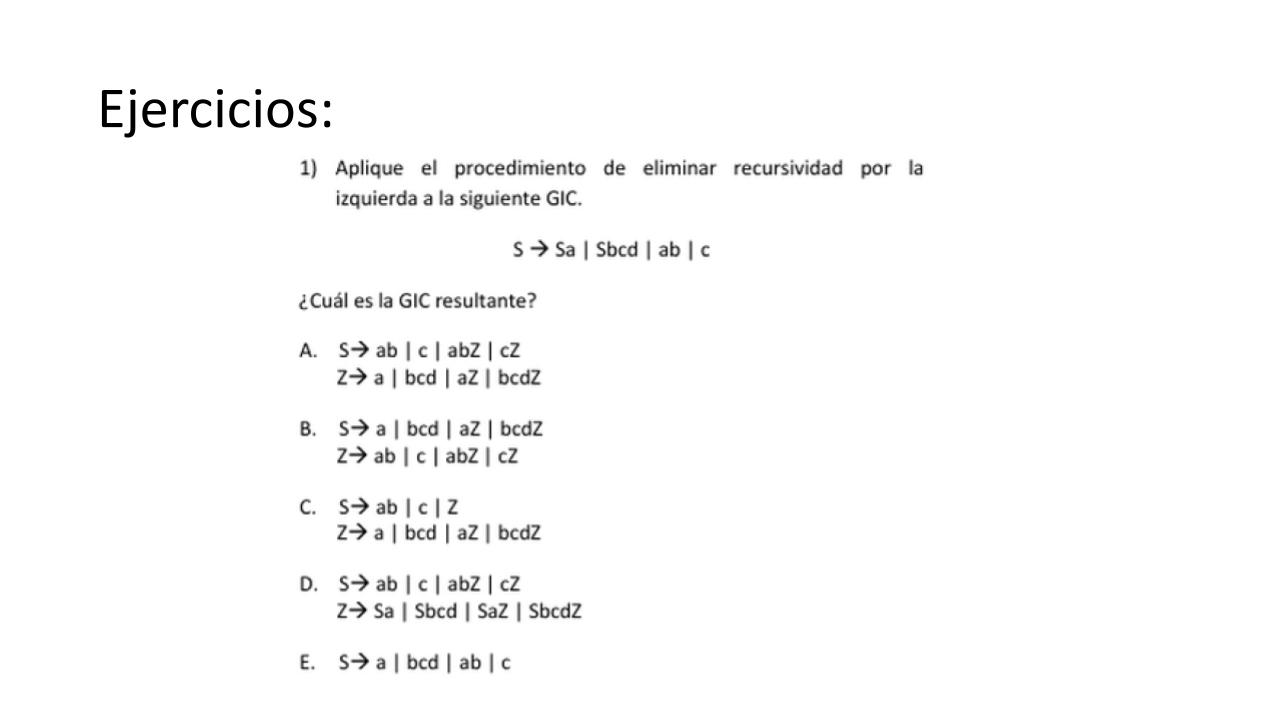 Ejercicios:
1) Aplique el procedimiento de eliminar recursividad por la
izquierda a la siguiente GIC.
S → Sa | Sbcd | ab | c
¿Cuál es la GIC resultante?
A. S→ ab | c | abZ | cZ
Z→ a | bcd | aZ | bcdZ
B. S→ a | bcd | aZ | bcdZ
Z→ ab | c | abZ | cZ
C. S→ ab | c | Z
Z→ a | bcd | aZ | bcdZ
D. S→ ab | c | abZ | cZ
Z→ Sa | Sbcd | SaZ | SbcdZ
E. S→ a | bcd | ab | c